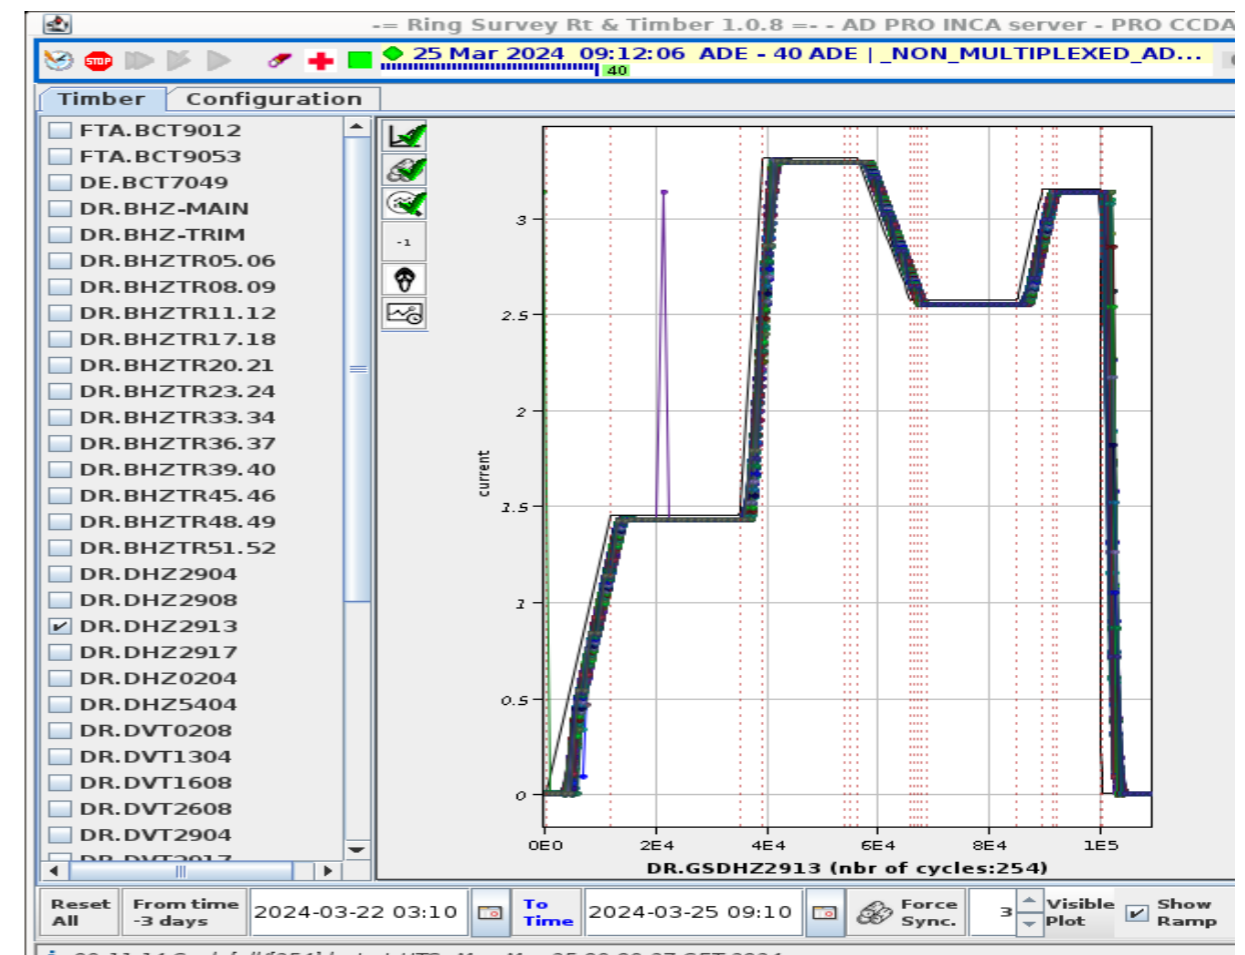 -= Ring Survey Rt & Timber 1.0.8 =- - AD PRO INCA server - PRO CCDA
STOP
25 Mar 2024 09:12:06 ADE - 40 ADE | _NON_MULTIPLEXED_AD...
40
Timber
Configuration
FTA.BCT9012
FTA.BCT9053
DE.BCT7049
DR.BHZ-MAIN
DR.BHZ-TRIM
DR.BHZTR05.06
DR.BHZTR08.09
DR.BHZTR11.12
DR.BHZTR17.18
DR.BHZTR20.21
DR.BHZTR23.24
DR.BHZTR33.34
DR.BHZTR36.37
DR.BHZTR39.40
DR.BHZTR45.46
DR.BHZTR48.49
DR.BHZTR51.52
DR.DHZ2904
DR.DHZ2908
DR.DHZ2913
DR.DHZ2917
DR.DHZ0204
DR.DHZ5404
DR.DVT0208
DR.DVT1304
DR.DVT1608
DR.DVT2608
DR.DVT2904
DR.DVT2917
-1
current
3
2.5
2
1.5
1
0.5
0
0E0 2E4 4E4 6E4 8E4 1E5
DR.GSDHZ2913 (nbr of cycles:254)
Reset All
From time -3 days
2024-03-22 03:10
To Time
2024-03-25 09:10
Force Sync.
3
Visible Plot
Show Ramp